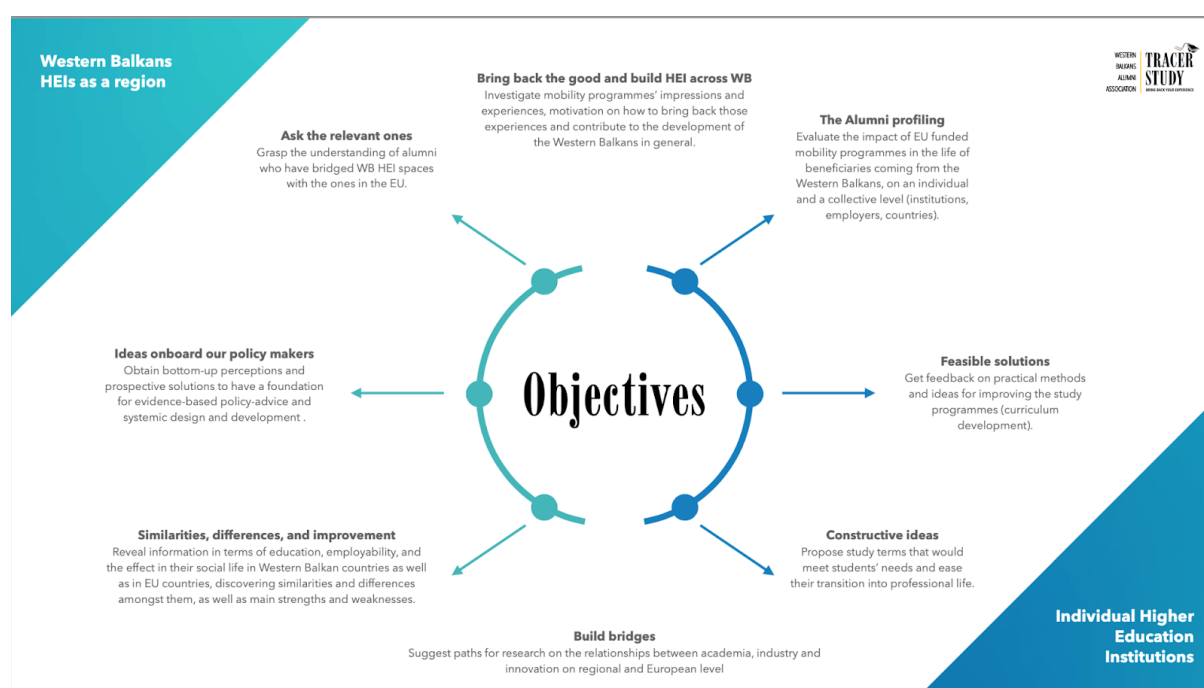 Western Balkans
HEIs as a region
WESTERN
BALKANS
ALUMNI
ASSOCIATION
TRACER
STUDY
BRING BACK YOUR EXPERIENCE
Bring back the good and build HEI across WB
Investigate mobility programmes’ impressions and
experiences, motivation on how to bring back those
experiences and contribute to the development of
the Western Balkans in general.
Ask the relevant ones
Grasp the understanding of alumni
who have bridged WB HEI spaces
with the ones in the EU.
The Alumni profiling
Evaluate the impact of EU funded
mobility programmes in the life of
beneficiaries coming from the
Western Balkans, on an individual
and a collective level (institutions,
employers, countries).
Ideas onboard our policy makers
Obtain bottom-up perceptions and
prospective solutions to have a foundation
for evidence-based policy-advice and
systemic design and development .
Objectives
Feasible solutions
Get feedback on practical methods
and ideas for improving the study
programmes (curriculum
development).
Similarities, differences, and improvement
Reveal information in terms of education, employability, and
the effect in their social life in Western Balkan countries as well
as in EU countries, discovering similarities and differences
amongst them, as well as main strengths and weaknesses.
Constructive ideas
Propose study terms that would
meet students’ needs and ease
their transition into professional life.
Build bridges
Suggest paths for research on the relationships between academia, industry and
innovation on regional and European level
Individual Higher
Education
Institutions